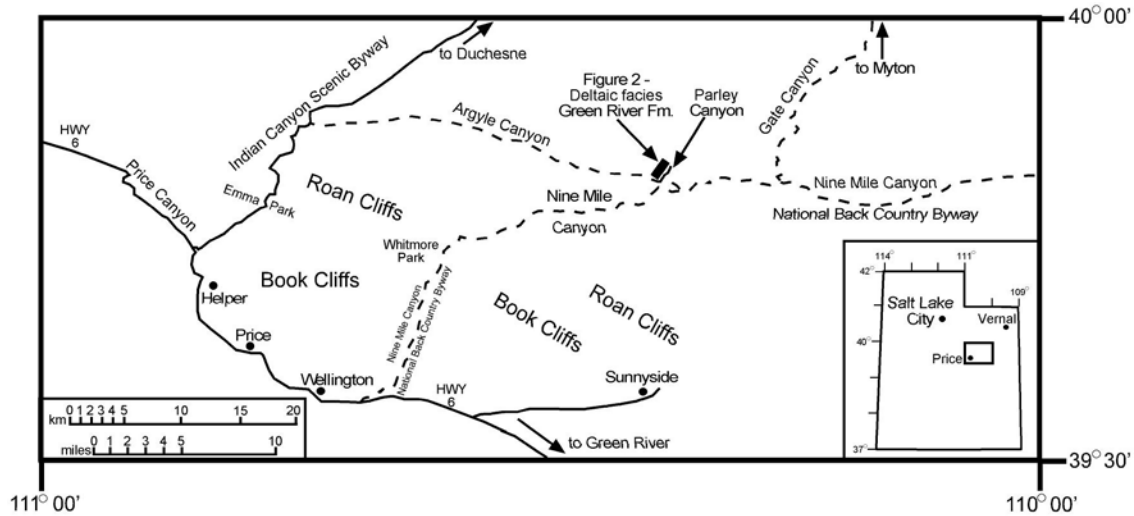 40° 00'
to Duchesne
to Myton
Indian Canyon Scenic Byway
Figure 2 -
Deltaic facies
Green River Fm.
Parley
Canyon
Gate Canyon
HWY
6
Argyle Canyon
Price Canyon
Emma Park
Roan Cliffs
Nine Mile
Canyon
Nine Mile Canyon
National Back Country Byway
Whitmore
Park
Book Cliffs
Helper
Nine Mile Canyon
National Back Country Byway
Book Cliffs
Roan Cliffs
Price
Wellington
HWY
6
Sunnyside
to Green River
114° 111°
42° 109°
Salt Lake
City
Vernal
40°
Price
37°
0 1 2 3 4 5 10 15 20
km
0 1 2 3 4 5 10
miles
39° 30'
111° 00' 110° 00'